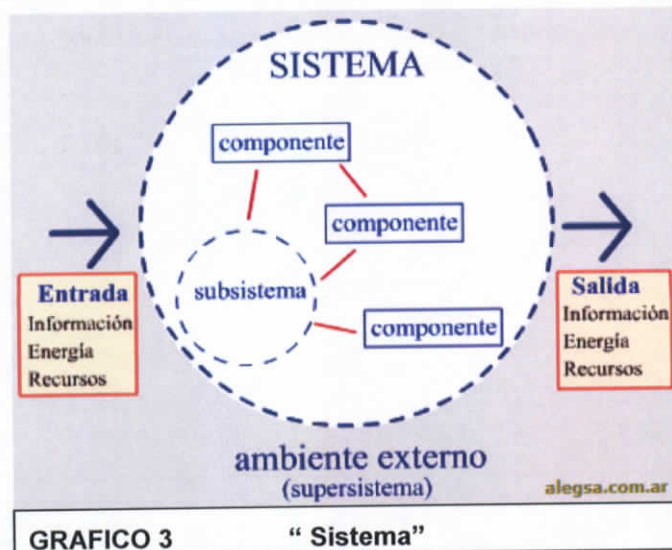 SISTEMA
componente
componente
subsistema
componente
Entrada
Información
Energía
Recursos
Salida
Información
Energía
Recursos
ambiente externo
(supersistema)
alegsa.com.ar
GRAFICO 3 “ Sistema”